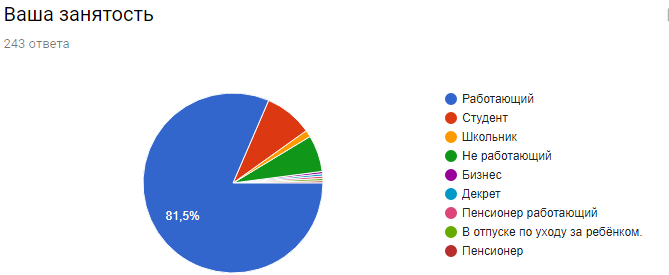 Ваша занятость
243 ответа
81,5%
Работающий
Студент
Школьник
Не работающий
Бизнес
Декрет
Пенсионер работающий
В отпуске по уходу за ребёнком.
Пенсионер